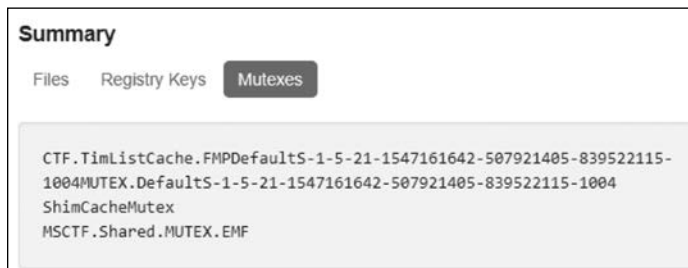 Summary
Files Registry Keys Mutexes
CTF.TimListCache.FMPDefaultS-1-5-21-1547161642-507921405-839522115-
1004MUTEX.DefaultS-1-5-21-1547161642-507921405-839522115-1004
ShimCacheMutex
MSCTF.Shared.MUTEX.EMF